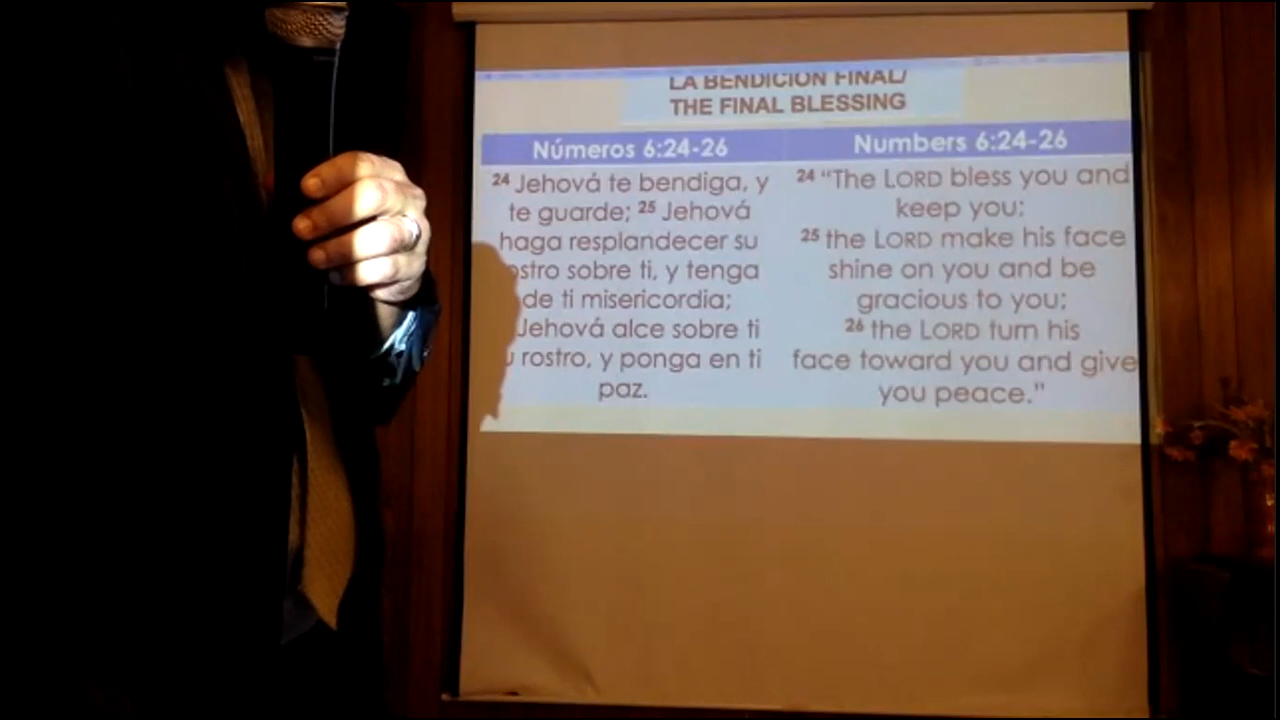 LA BENDICIÓN FINAL/
THE FINAL BLESSING
Números 6:24-26
24 Jehová te bendiga, y
te guarde; 25 Jehová
haga resplandecer su
ostro sobre ti, y tenga
de ti misericordia;
Jehová alce sobre ti
rostro, y ponga en ti
paz.
Numbers 6:24-26
24 “The LORD bless you and
keep you;
25 the LORD make his face
shine on you and be
gracious to you;
26 the LORD turn his
face toward you and give
you peace.”